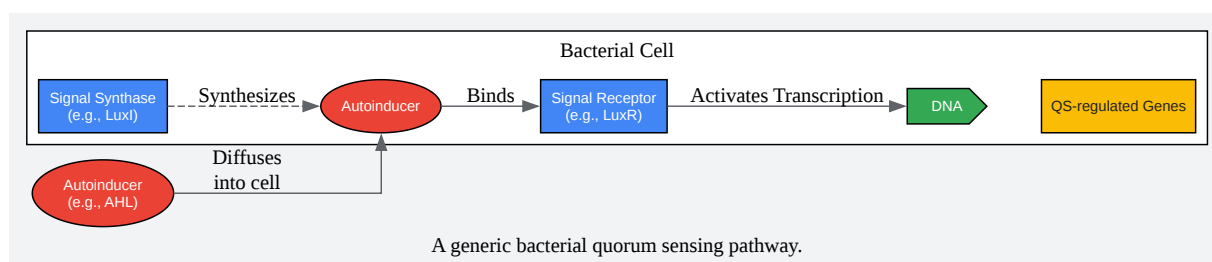 Bacterial Cell
Signal Synthase
(e.g., LuxI)
Synthesizes
Autoinducer
Binds
Signal Receptor
(e.g., LuxR)
Activates Transcription
DNA
QS-regulated Genes
Autoinducer
(e.g., AHL)
Diffuses
into cell
A generic bacterial quorum sensing pathway.